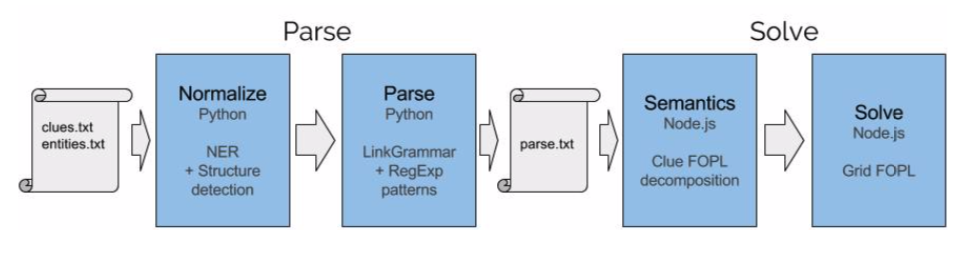 Parse
Solve
clues.txt
entities.txt
Normalize
Python
NER
+ Structure
detection
Parse
Python
LinkGrammar
+ RegExp
patterns
parse.txt
Semantics
Node.js
Clue FOPL
decomposition
Solve
Node.js
Grid FOPL